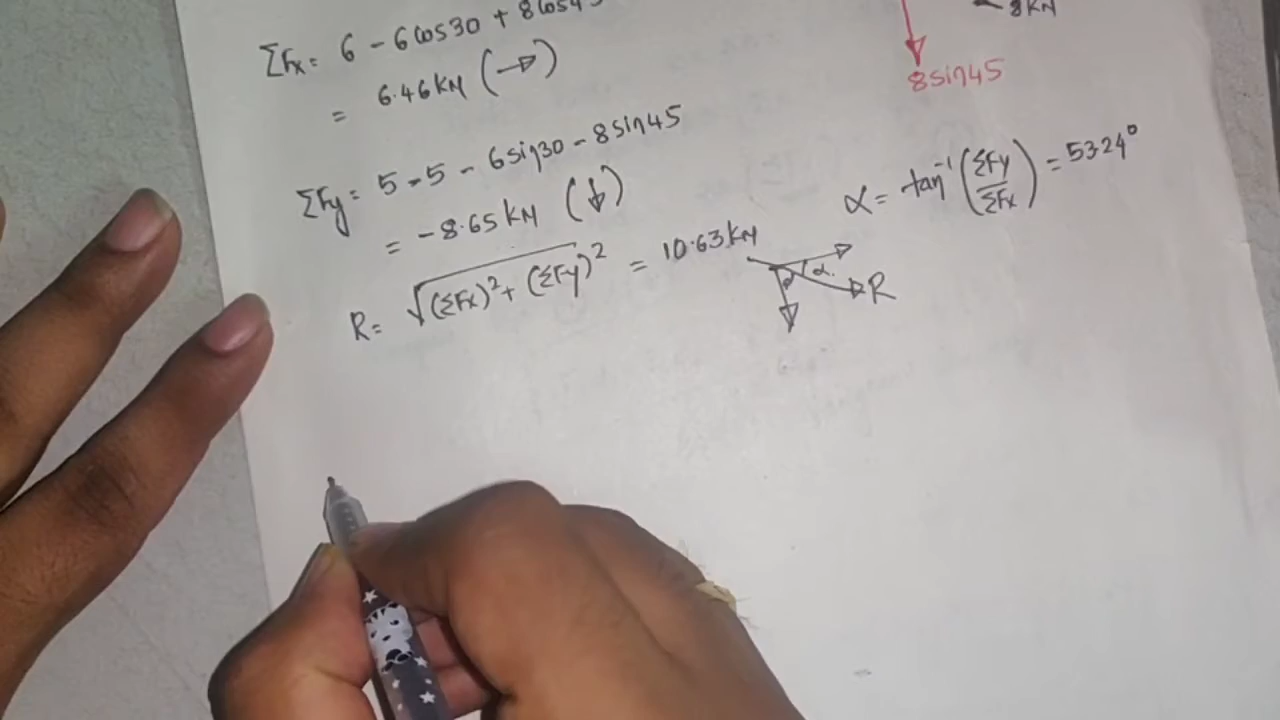 ΣFx = 6 - 6cos30 + 8cos45
= 6.46 KN (→)
8KN
8sin45
ΣFy = 5 - 5 - 6sin30 - 8sin45
= -8.65 KN (↓)
R = √(ΣFx)² + (ΣFy)² = 10.63 KN
α
R
α = tan⁻¹ (ΣFy/ΣFx) = 53.24°